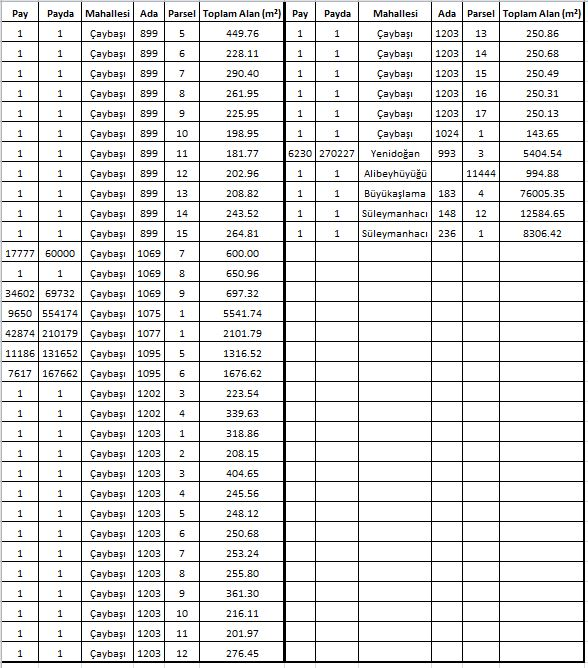 Pay Payda Mahallesi Ada Parsel Toplam Alan (m²) Pay Payda Mahallesi Ada Parsel Toplam Alan (m²)
1 1 Çaybaşı 899 5 449.76 1 1 Çaybaşı 1203 13 250.86
1 1 Çaybaşı 899 6 228.11 1 1 Çaybaşı 1203 14 250.68
1 1 Çaybaşı 899 7 290.40 1 1 Çaybaşı 1203 15 250.49
1 1 Çaybaşı 899 8 261.95 1 1 Çaybaşı 1203 16 250.31
1 1 Çaybaşı 899 9 225.95 1 1 Çaybaşı 1203 17 250.13
1 1 Çaybaşı 899 10 198.95 1 1 Çaybaşı 1024 1 143.65
1 1 Çaybaşı 899 11 181.77 6230 270227 Yenidoğan 993 3 5404.54
1 1 Çaybaşı 899 12 202.96 1 1 Alibeyhüyüğü 11444 994.88
1 1 Çaybaşı 899 13 208.82 1 1 Büyükaşlama 183 4 76005.35
1 1 Çaybaşı 899 14 243.52 1 1 Süleymanhacı 148 12 12584.65
1 1 Çaybaşı 899 15 264.81 1 1 Süleymanhacı 236 1 8306.42
17777 60000 Çaybaşı 1069 7 600.00
1 1 Çaybaşı 1069 8 650.96
34602 69732 Çaybaşı 1069 9 697.32
9650 554174 Çaybaşı 1075 1 5541.74
42874 210179 Çaybaşı 1077 1 2101.79
11186 131652 Çaybaşı 1095 5 1316.52
7617 167662 Çaybaşı 1095 6 1676.62
1 1 Çaybaşı 1202 3 223.54
1 1 Çaybaşı 1202 4 339.63
1 1 Çaybaşı 1203 1 318.86
1 1 Çaybaşı 1203 2 208.15
1 1 Çaybaşı 1203 3 404.65
1 1 Çaybaşı 1203 4 245.56
1 1 Çaybaşı 1203 5 248.12
1 1 Çaybaşı 1203 6 250.68
1 1 Çaybaşı 1203 7 253.24
1 1 Çaybaşı 1203 8 255.80
1 1 Çaybaşı 1203 9 361.30
1 1 Çaybaşı 1203 10 216.11
1 1 Çaybaşı 1203 11 201.97
1 1 Çaybaşı 1203 12 276.45